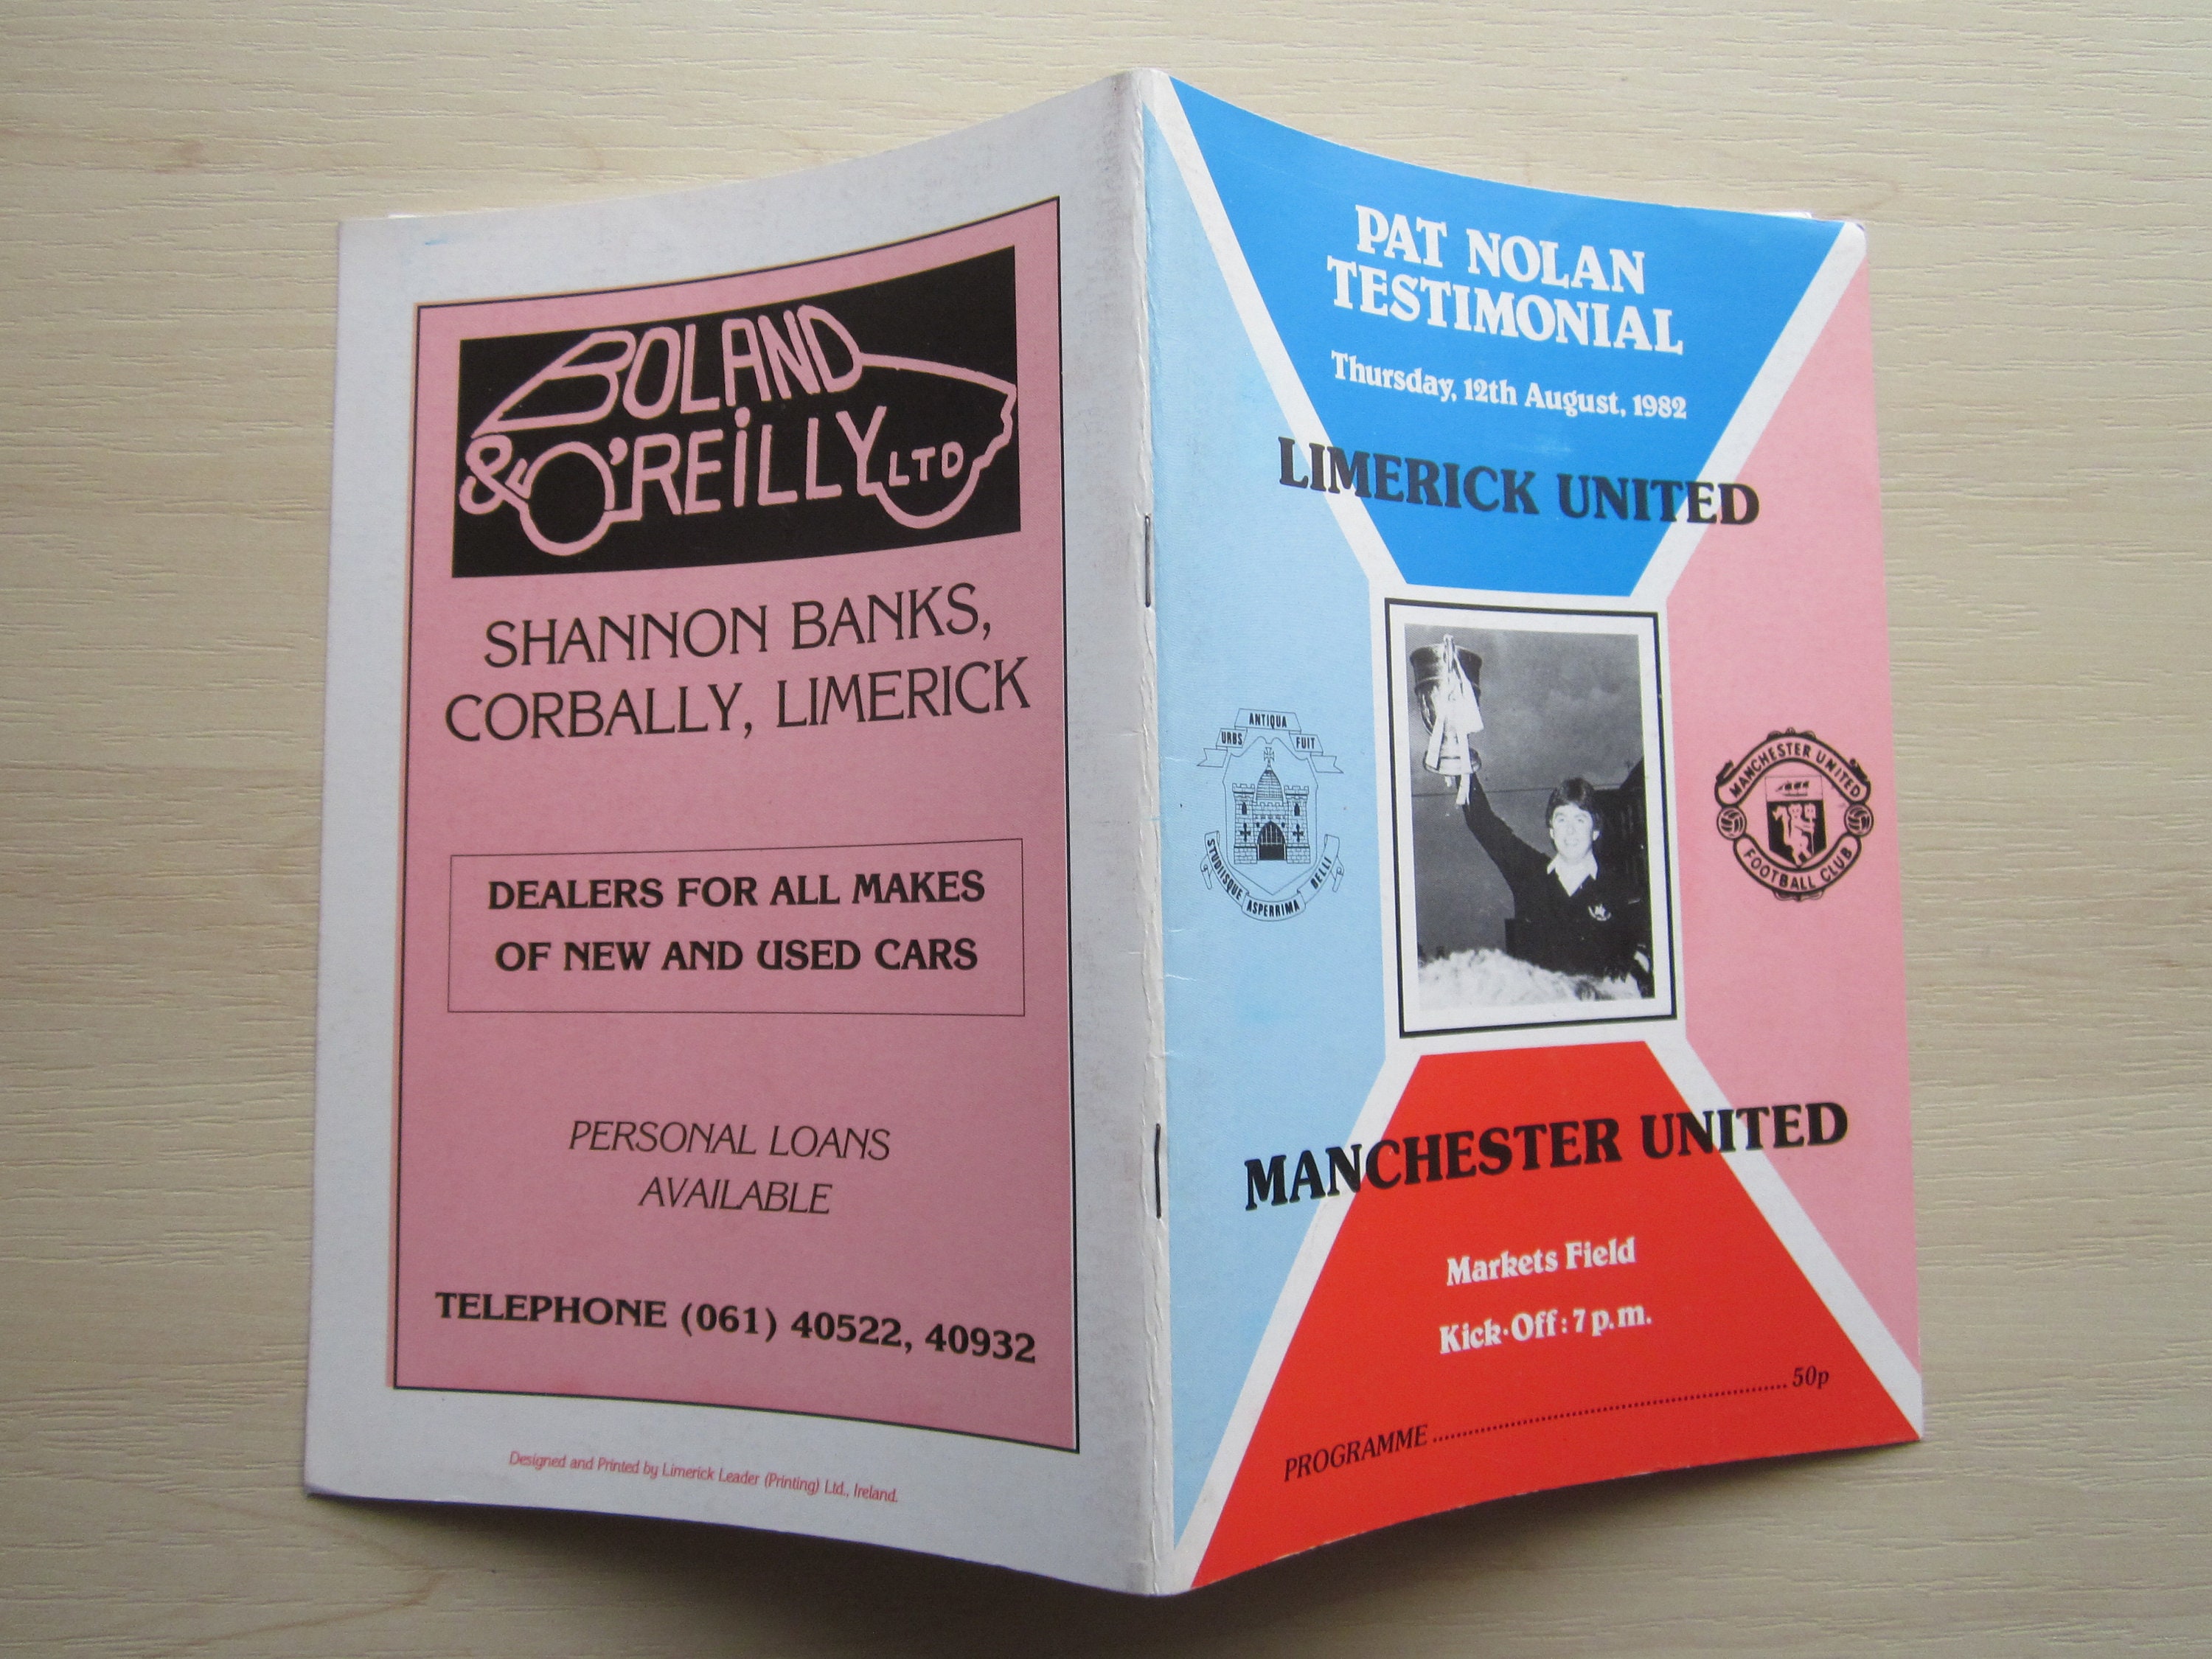 BOLAND
& O'REILLY LTD
SHANNON BANKS,
CORBALLY, LIMERICK
DEALERS FOR ALL MAKES
OF NEW AND USED CARS
PERSONAL LOANS
AVAILABLE
TELEPHONE (061) 40522, 40932
Designed and Printed by Limerick Leader (Printing) Ltd., Ireland.
PAT NOLAN
TESTIMONIAL
Thursday, 12th August, 1982
LIMERICK UNITED
ANTIQUA
URBS FUIT
STUDIISQUE ASPERRIMA BELLI
MANCHESTER UNITED
FOOTBALL CLUB
MANCHESTER UNITED
Markets Field
Kick-Off: 7 p.m.
PROGRAMME ........................................................ 50p